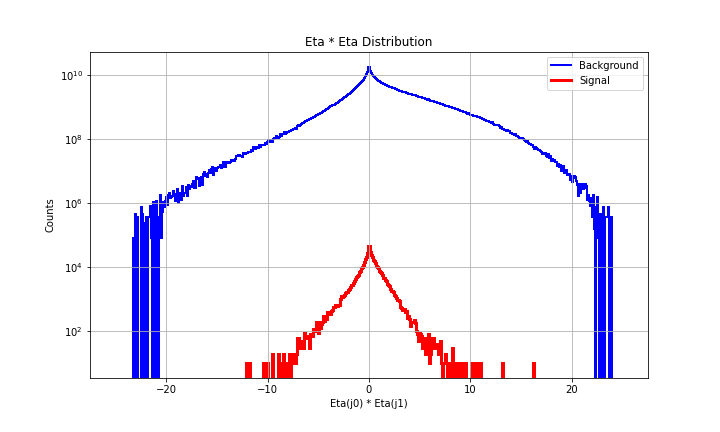 Eta * Eta Distribution
Background
Signal
Counts
10^10
10^8
10^6
10^4
10^2
−20
−10
0
10
20
Eta(j0) * Eta(j1)